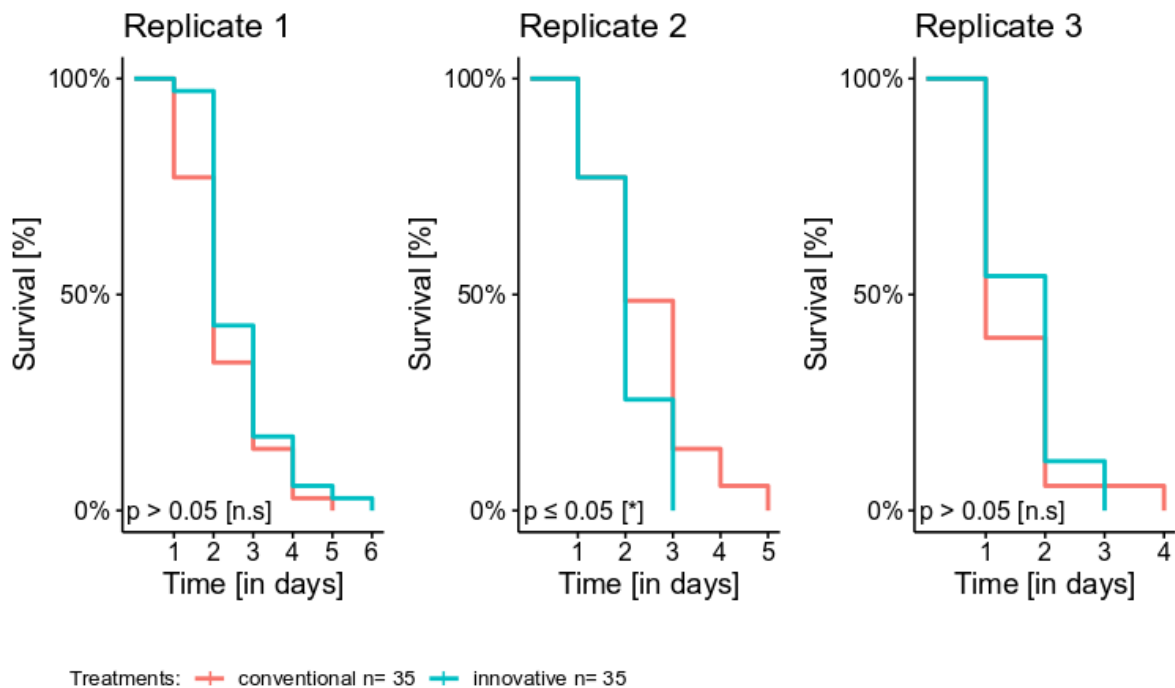 Replicate 1
Replicate 2
Replicate 3
Survival [%]
100%
50%
0%
p > 0.05 [n.s]
1 2 3 4 5 6
Time [in days]
Survival [%]
100%
50%
0%
p ≤ 0.05 [*]
1 2 3 4 5
Time [in days]
Survival [%]
100%
50%
0%
p > 0.05 [n.s]
1 2 3 4
Time [in days]
Treatments: conventional n= 35 innovative n= 35